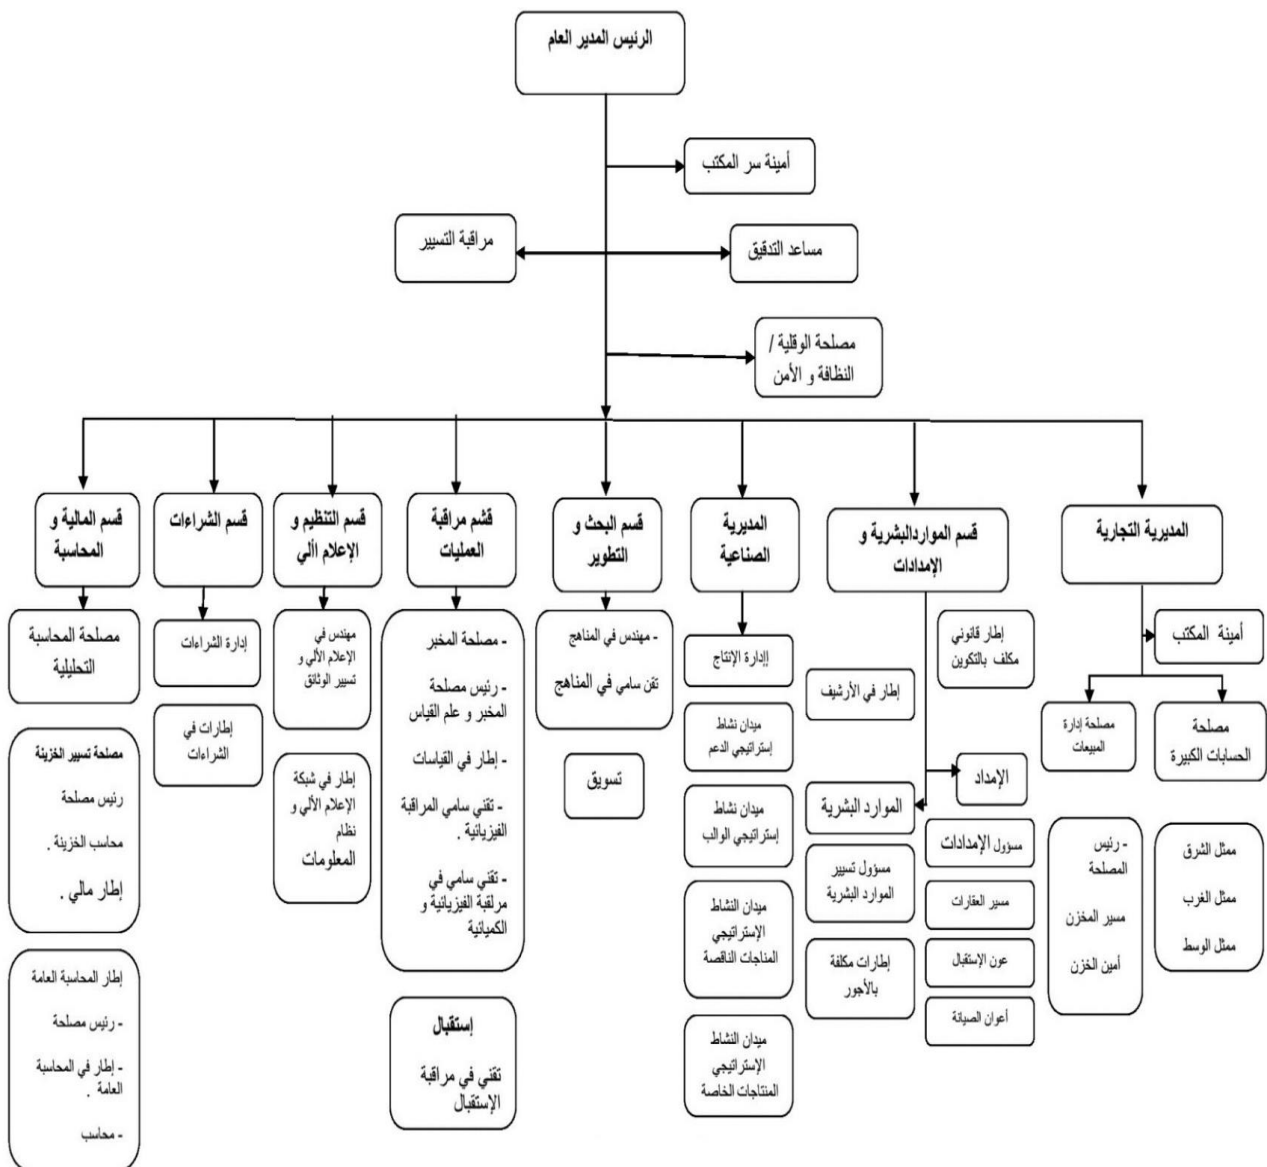 الرئيس المدير العام
أمينة سر المكتب
مراقبة التسيير
مساعد التدقيق
مصلحة الوقلية /
النظافة و الأمن
المديرية التجارية
قسم المواردالبشرية و
الإمدادات
المديرية
الصناعية
قسم البحث و
التطوير
قشم مراقبة
العمليات
قسم التنظيم و
الإعلام األي
قسم الشراءات
قسم المالية و
المحاسبة
أمينة المكتب
مصلحة
الحسابات الكبيرة
مصلحة إدارة
المبيعات
ممثل الشرق
ممثل الغرب
ممثل الوسط
- رئيس
المصلحة
مسير المخزن
أمين الخزن
إطار قانوني
مكلف بالتكوين
إطار في الأرشيف
الإمداد
الموارد البشرية
مسؤول الإمدادات
مسير العقارات
عون الإستقبال
أعوان الصيانة
مسؤول تسيير
الموارد البشرية
إطارات مكلفة
بالأجور
إإدارة الإنتاج
ميدان نشاط
إستراتيجي الدعم
ميدان نشاط
إستراتيجي الوالب
ميدان النشاط
الإستراتيجي
المناجات الناقصة
ميدان النشاط
الإستراتيجي
المنتاجات الخاصة
- مهندس في المناهج
تقن سامي في المناهج
تسويق
- مصلحة المخبر
- رئيس مصلحة
المخبر و علم القياس
- إطار في القياسات
- تقني سامي المراقبة
الفيزيائية .
- تقني سامي في
مرلقبة الفيزيائية و
الكميائية
إستقبال
تقني في مراقبة
الإستقبال
مهندس في
الإعلام الألي و
تسيير الوثائق
إطار في شبكة
الإعلام الألي و
نظام
المعلومات
إدارة الشراءات
إطارات في
الشراءات
مصلحة المحاسبة
التحليلية
مصلحة تسيير الخزينة
رئيس مصلحة
محاسب الخزينة .
إطار مالي .
إطار المحاسبة العامة
- رئيس مصلحة
- إطار في المحاسبة
العامة .
- محاسب